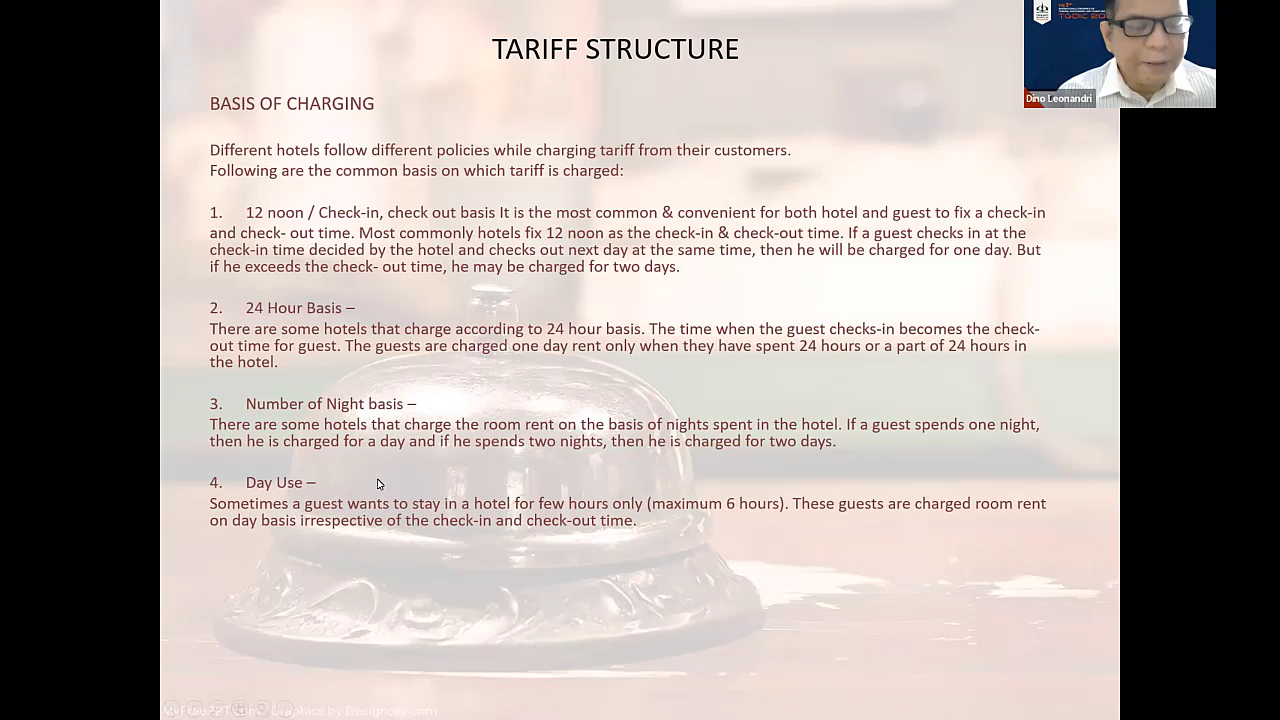 TARIFF STRUCTURE
BASIS OF CHARGING
Different hotels follow different policies while charging tariff from their customers.
Following are the common basis on which tariff is charged:
1. 12 noon / Check-in, check out basis It is the most common & convenient for both hotel and guest to fix a check-in
and check- out time. Most commonly hotels fix 12 noon as the check-in & check-out time. If a guest checks in at the
check-in time decided by the hotel and checks out next day at the same time, then he will be charged for one day. But
if he exceeds the check- out time, he may be charged for two days.
2. 24 Hour Basis –
There are some hotels that charge according to 24 hour basis. The time when the guest checks-in becomes the check-
out time for guest. The guests are charged one day rent only when they have spent 24 hours or a part of 24 hours in
the hotel.
3. Number of Night basis –
There are some hotels that charge the room rent on the basis of nights spent in the hotel. If a guest spends one night,
then he is charged for a day and if he spends two nights, then he is charged for two days.
4. Day Use –
Sometimes a guest wants to stay in a hotel for few hours only (maximum 6 hours). These guests are charged room rent
on day basis irrespective of the check-in and check-out time.
Dino Leonandri